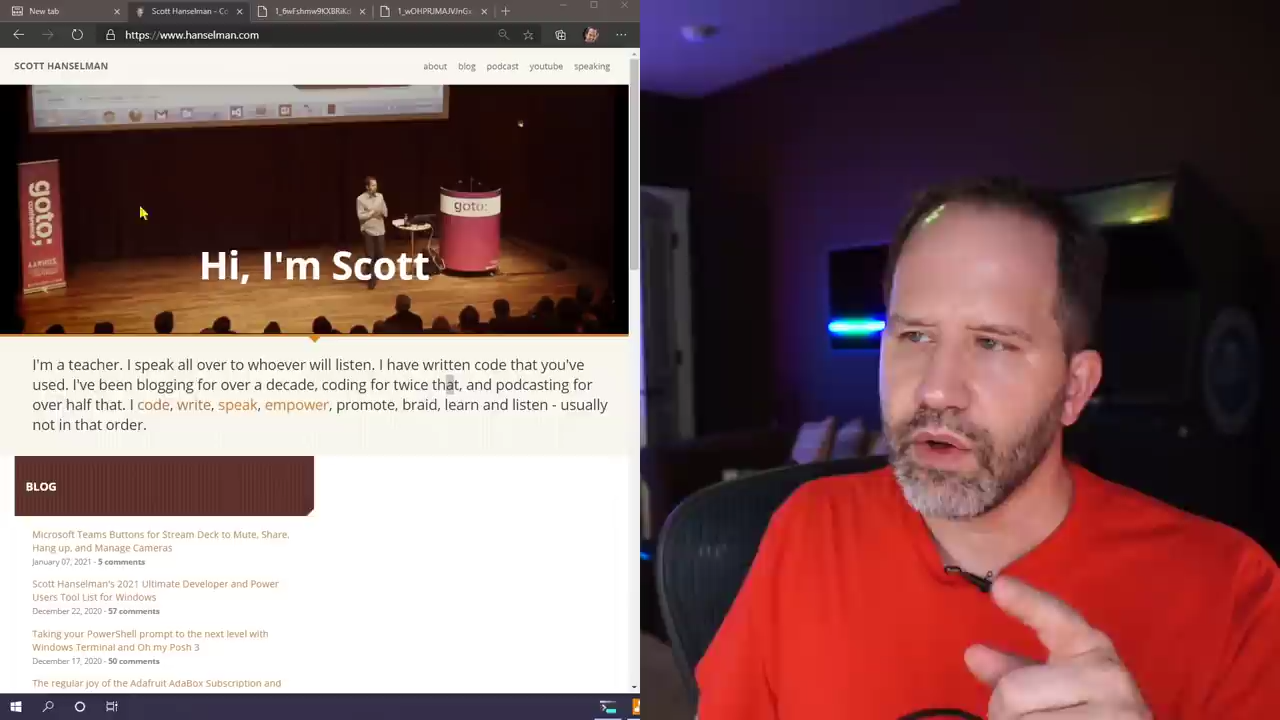 New tab
Scott Hanselman - Co
https://www.hanselman.com
SCOTT HANSELMAN
about blog podcast youtube speaking
goto;
conference
goto;
Hi, I'm Scott
I'm a teacher. I speak all over to whoever will listen. I have written code that you've
used. I've been blogging for over a decade, coding for twice that, and podcasting for
over half that. I code, write, speak, empower, promote, braid, learn and listen - usually
not in that order.
BLOG
Microsoft Teams Buttons for Stream Deck to Mute, Share,
Hang up, and Manage Cameras
January 07, 2021 - 5 comments
Scott Hanselman's 2021 Ultimate Developer and Power
Users Tool List for Windows
December 22, 2020 - 57 comments
Taking your PowerShell prompt to the next level with
Windows Terminal and Oh my Posh 3
December 17, 2020 - 50 comments
The regular joy of the Adafruit AdaBox Subscription and